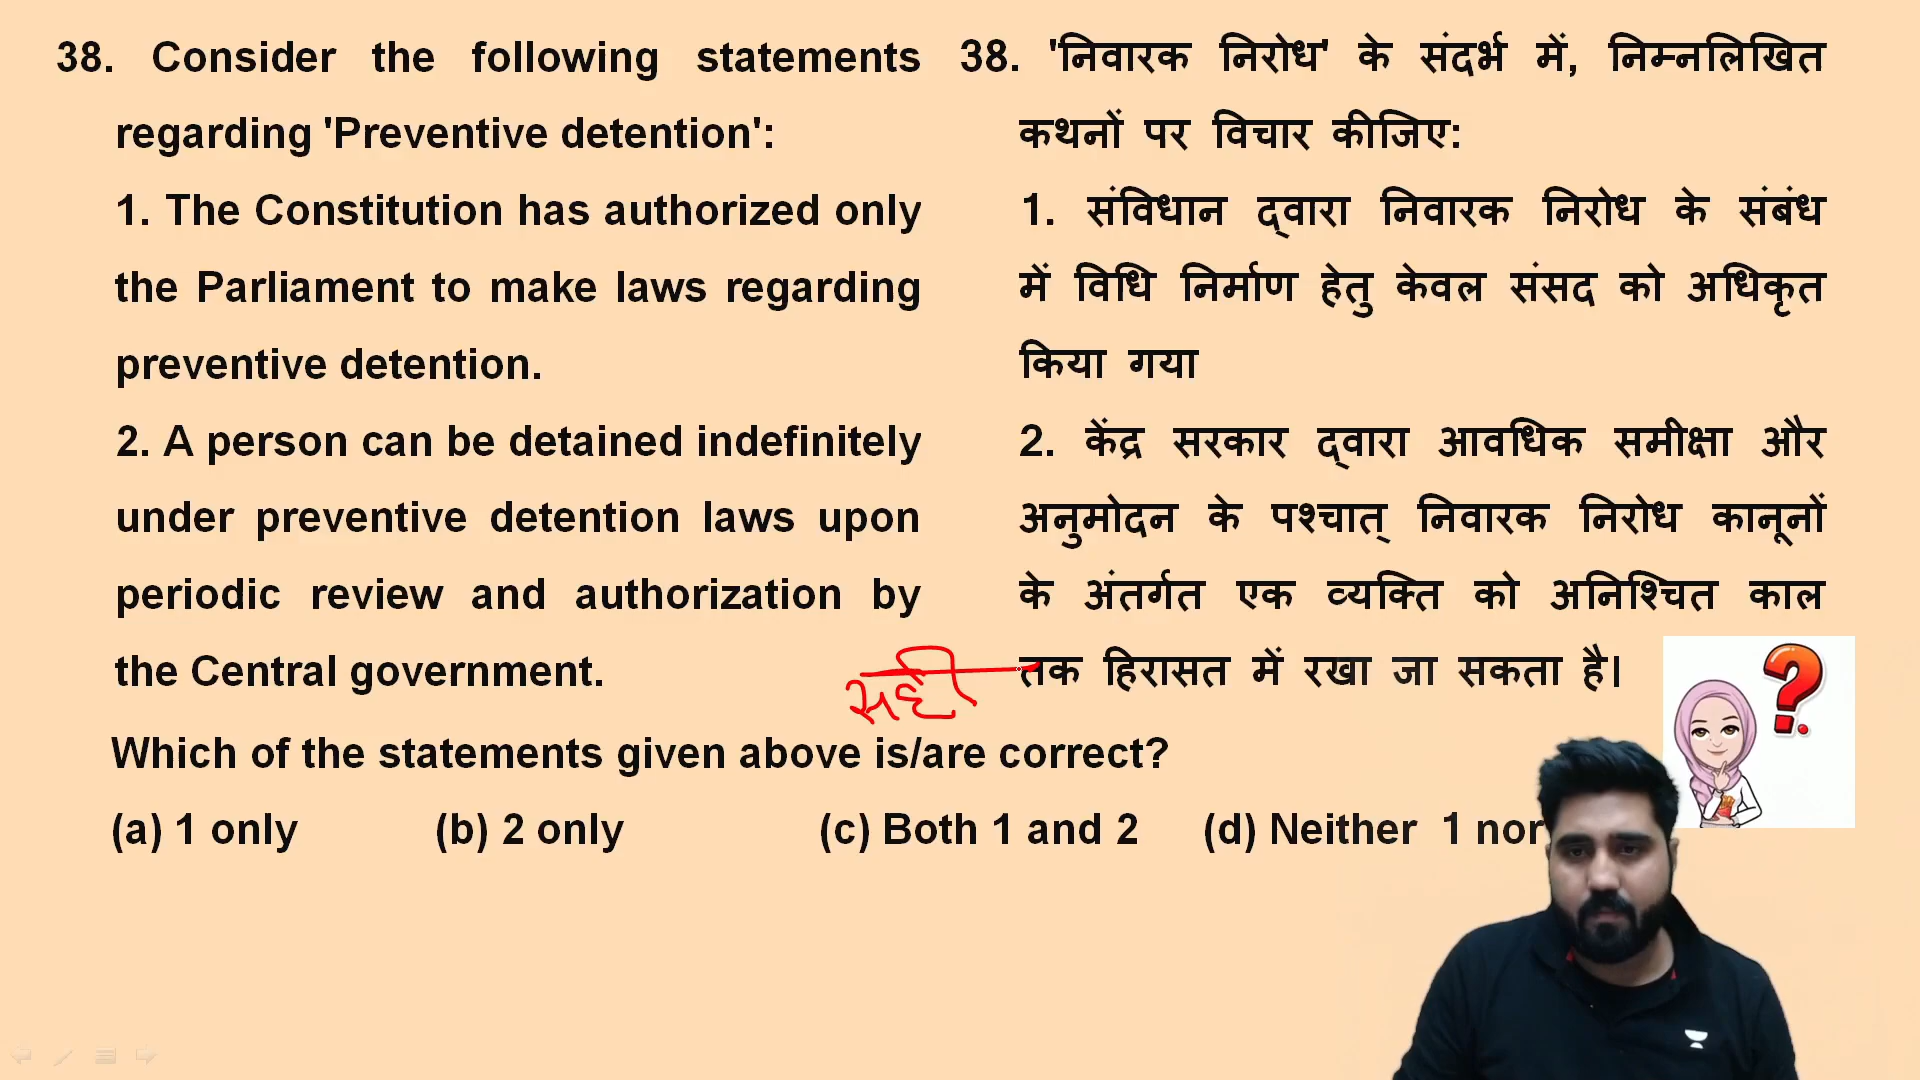 38. Consider the following statements
regarding 'Preventive detention':
1. The Constitution has authorized only
the Parliament to make laws regarding
preventive detention.
2. A person can be detained indefinitely
under preventive detention laws upon
periodic review and authorization by
the Central government.
38. 'निवारक निरोध' के संदर्भ में, निम्नलिखित
कथनों पर विचार कीजिए:
1. संविधान द्वारा निवारक निरोध के संबंध
में विधि निर्माण हेतु केवल संसद को अधिकृत
किया गया
2. केंद्र सरकार द्वारा आवधिक समीक्षा और
अनुमोदन के पश्चात् निवारक निरोध कानूनों
के अंतर्गत एक व्यक्ति को अनिश्चित काल
तक हिरासत में रखा जा सकता है।
सही
Which of the statements given above is/are correct?
(a) 1 only (b) 2 only (c) Both 1 and 2 (d) Neither 1 nor